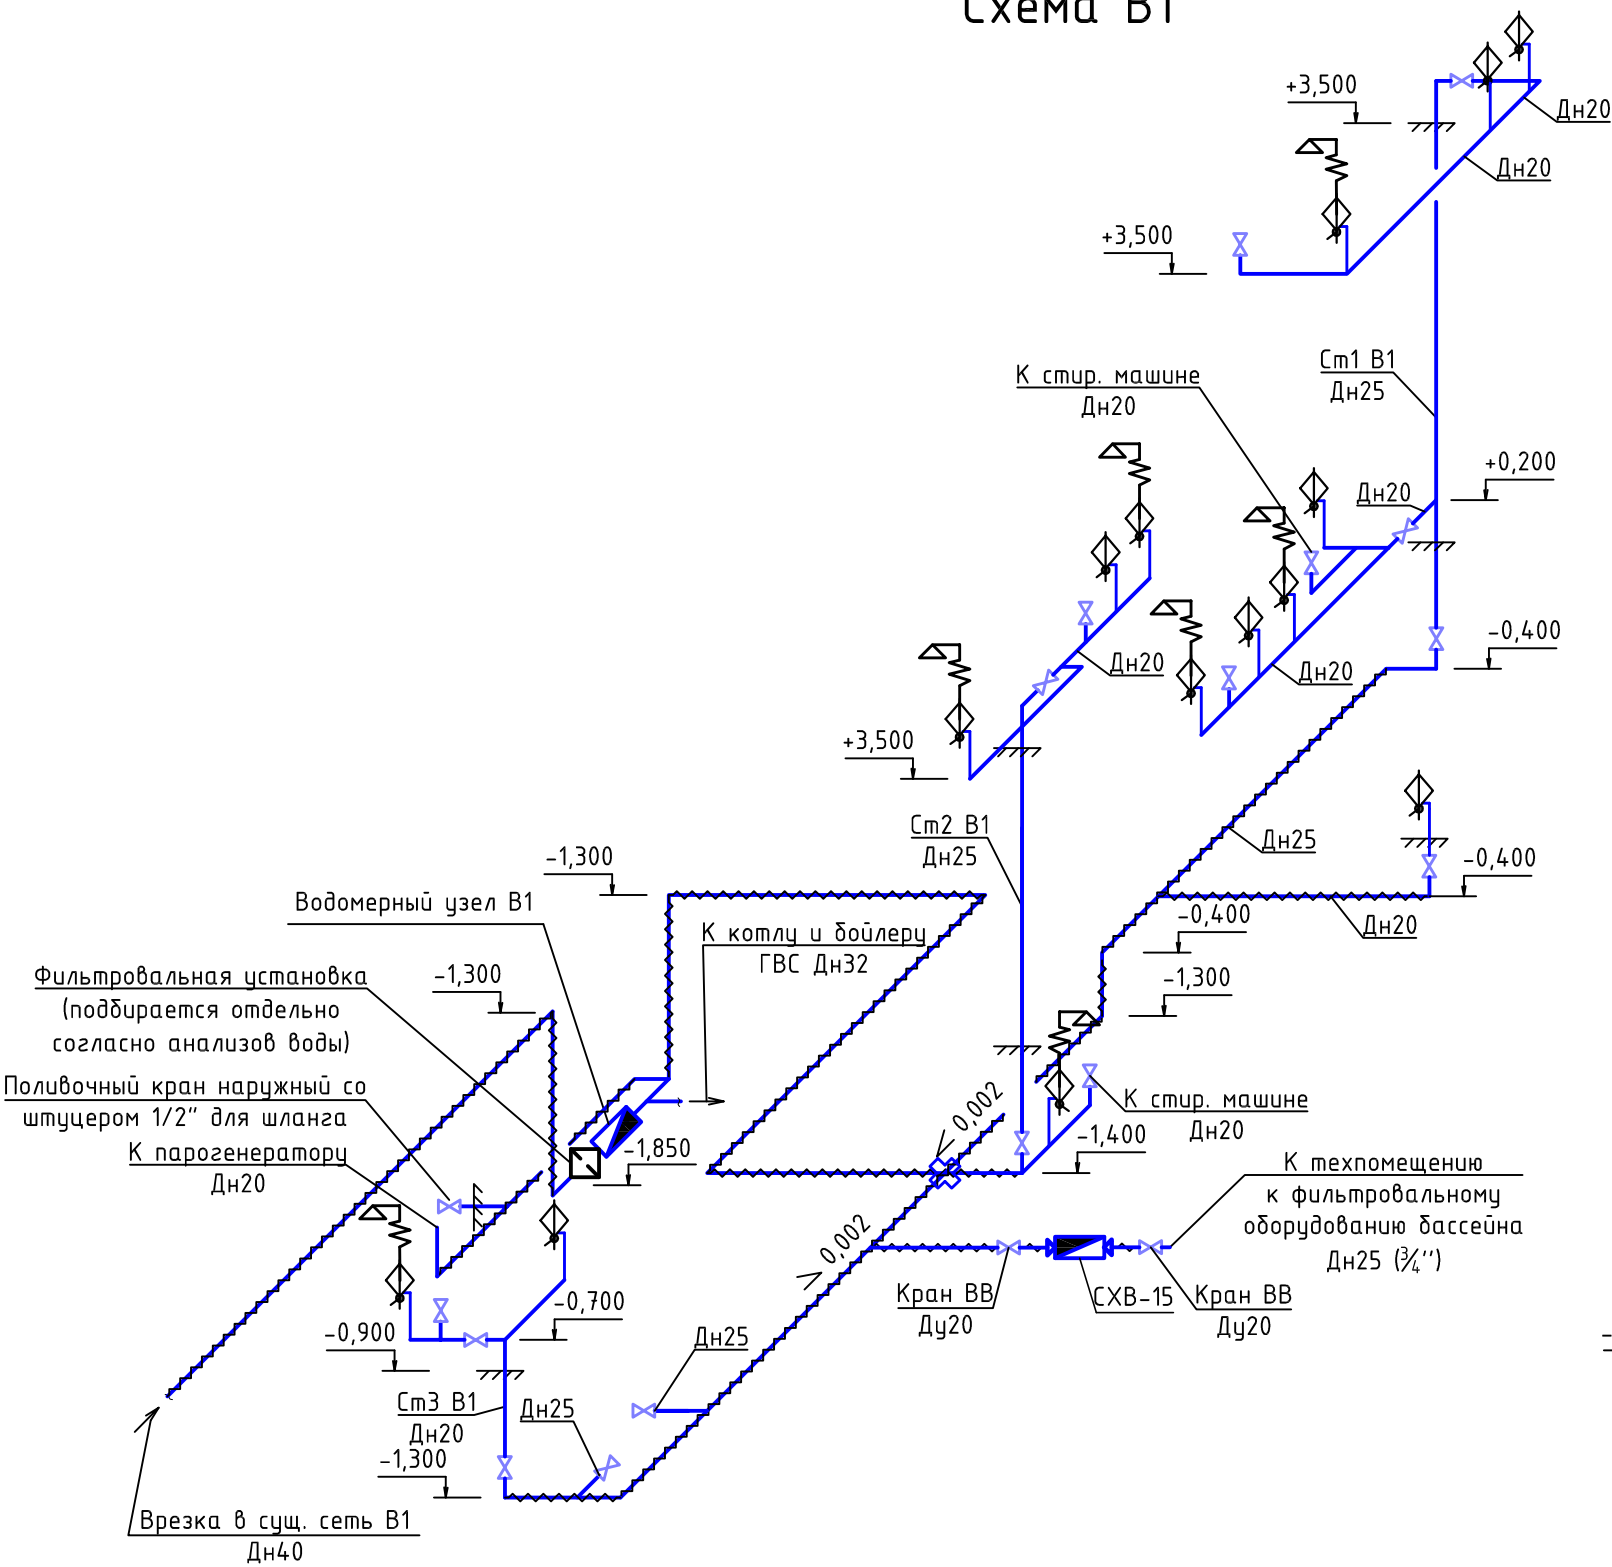 Схема В1
+3,500
Дн20
Дн20
+3,500
Ст1 В1
Дн25
К стир. машине
Дн20
+0,200
Дн20
-0,400
Дн20
Дн20
+3,500
Ст2 В1
Дн25
Дн25
-1,300
-0,400
Водомерный узел В1
-0,400
Дн20
К котлу и бойлеру
ГВС Дн32
Фильтровальная установка
(подбирается отдельно
согласно анализов воды)
-1,300
-1,300
Поливочный кран наружный со
штуцером 1/2" для шланга
0,002
К стир. машине
Дн20
К парогенератору
Дн20
-1,850
-1,400
К техпомещению
к фильтровальному
оборудованию бассейна
Дн25 (3/4'')
0,002
-0,700
Кран ВВ
Ду20
СХВ-15
Кран ВВ
Ду20
-0,900
Дн25
Ст3 В1
Дн20
Дн25
-1,300
Врезка в сущ. сеть В1
Дн40